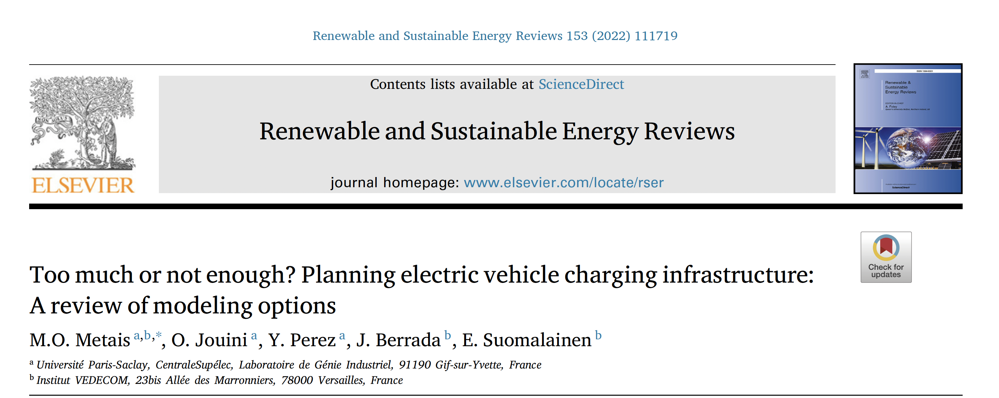 Renewable and Sustainable Energy Reviews 153 (2022) 111719
Contents lists available at ScienceDirect
Renewable and Sustainable Energy Reviews
journal homepage: www.elsevier.com/locate/rser
NON SOLUS
ELSEVIER
ISSN 1364-0321
Renewable &
Sustainable
Energy Reviews
EDITOR-IN-CHIEF
A. Foley
ScienceDirect
Check for
updates
Too much or not enough? Planning electric vehicle charging infrastructure:
A review of modeling options
M.O. Metais a,b,*, O. Jouini a, Y. Perez a, J. Berrada b, E. Suomalainen b
a Université Paris-Saclay, CentraleSupélec, Laboratoire de Génie Industriel, 91190 Gif-sur-Yvette, France
b Institut VEDECOM, 23bis Allée des Marronniers, 78000 Versailles, France